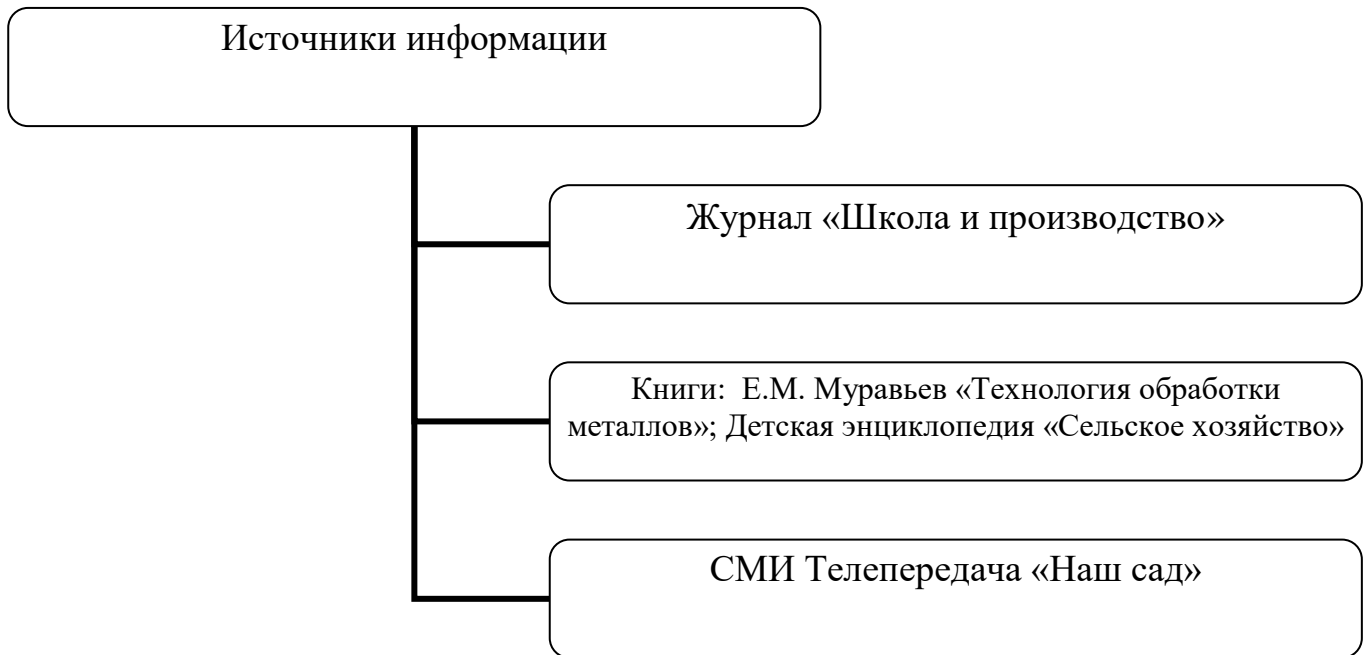 Источники информации
Журнал «Школа и производство»
Книги:  Е.М. Муравьев «Технология обработки
металлов»; Детская энциклопедия «Сельское хозяйство»
СМИ Телепередача «Наш сад»